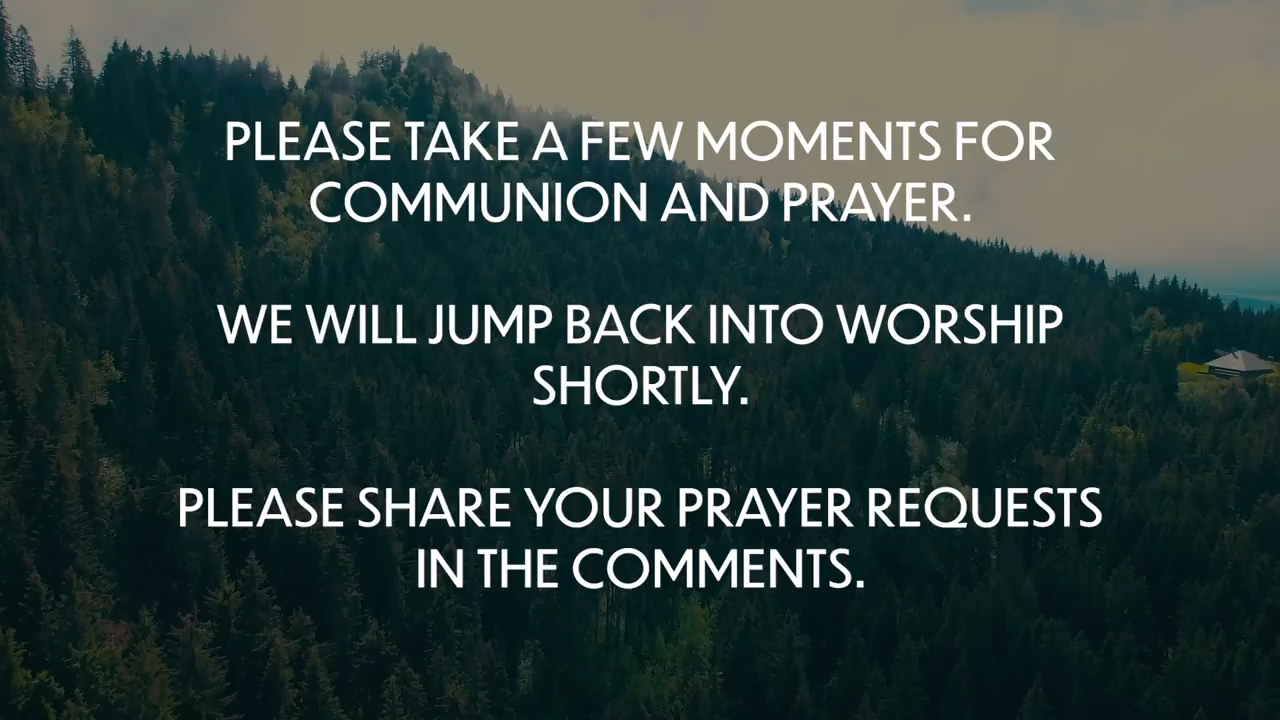 PLEASE TAKE A FEW MOMENTS FOR
COMMUNION AND PRAYER.
WE WILL JUMP BACK INTO WORSHIP
SHORTLY.
PLEASE SHARE YOUR PRAYER REQUESTS
IN THE COMMENTS.